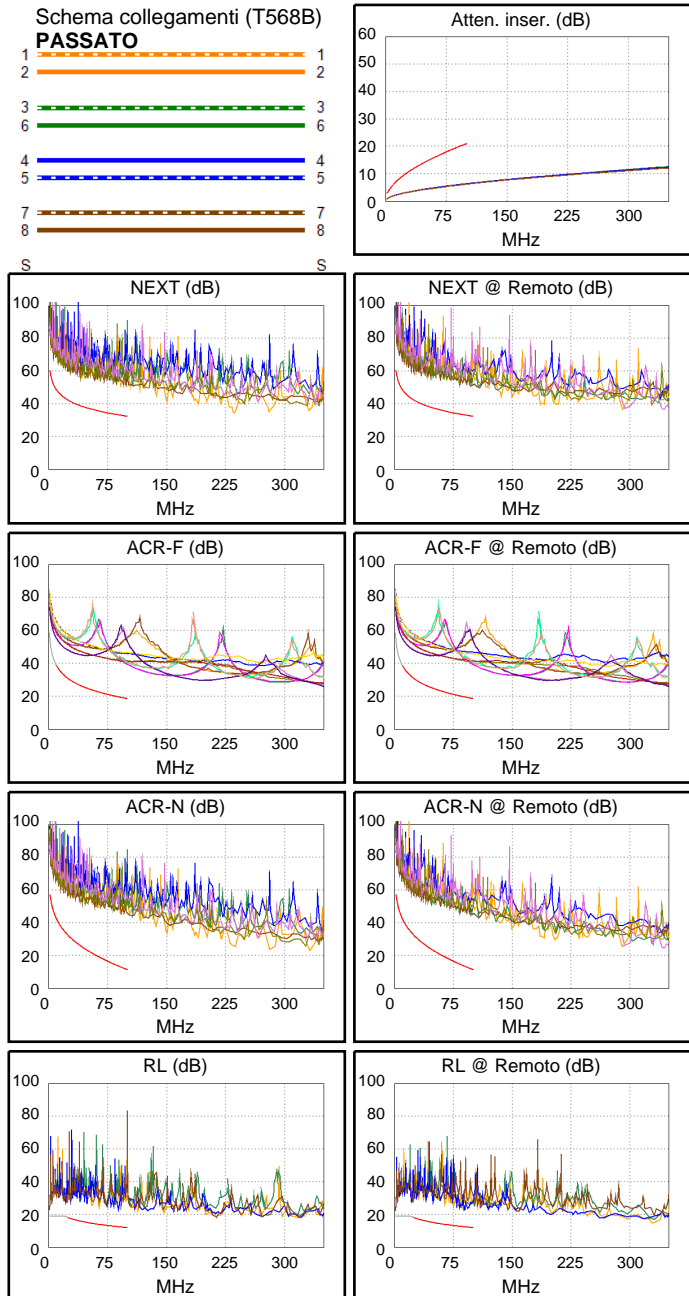 Schema collegamenti (T568B)
PASSATO
1 1
2 2
3 3
6 6
4 4
5 5
7 7
8 8
S S
Atten. inser. (dB)
60
50
40
30
20
10
0
0 75 150 225 300
MHz
NEXT (dB)
100
80
60
40
20
0
0 75 150 225 300
MHz
NEXT @ Remoto (dB)
100
80
60
40
20
0
0 75 150 225 300
MHz
ACR-F (dB)
100
80
60
40
20
0
0 75 150 225 300
MHz
ACR-F @ Remoto (dB)
100
80
60
40
20
0
0 75 150 225 300
MHz
ACR-N (dB)
100
80
60
40
20
0
0 75 150 225 300
MHz
ACR-N @ Remoto (dB)
100
80
60
40
20
0
0 75 150 225 300
MHz
RL (dB)
100
80
60
40
20
0
0 75 150 225 300
MHz
RL @ Remoto (dB)
100
80
60
40
20
0
0 75 150 225 300
MHz